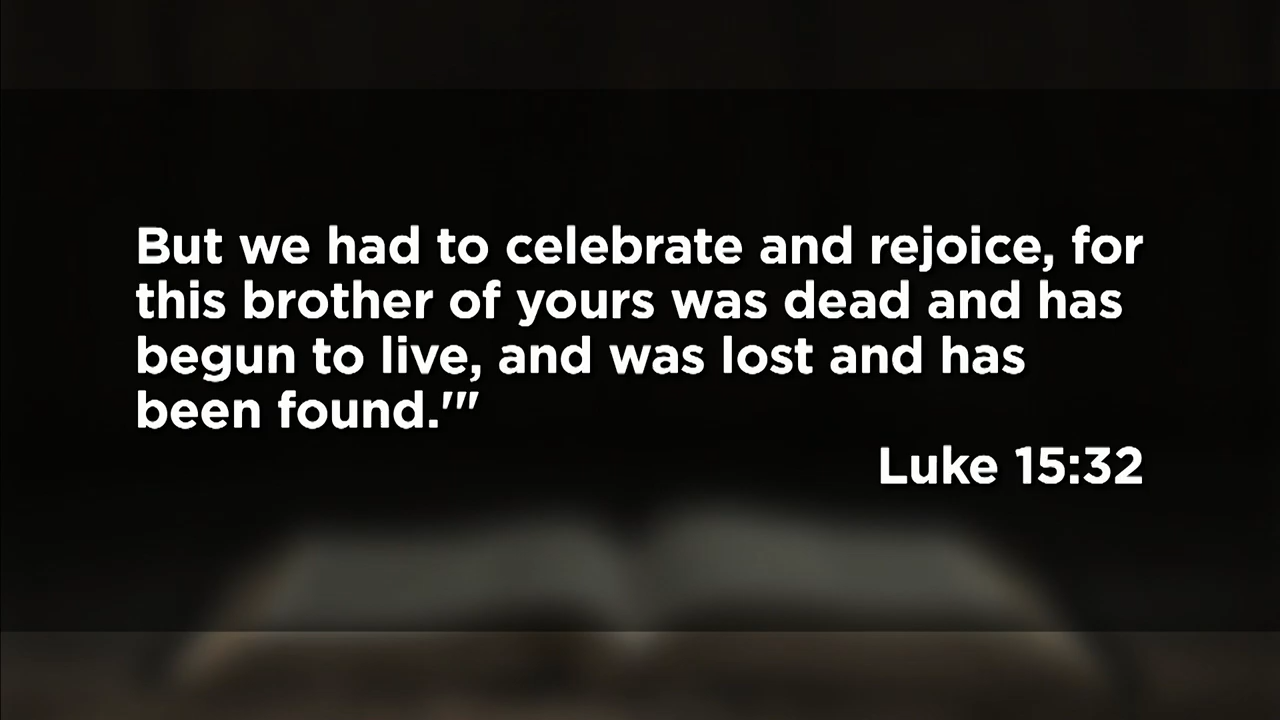 But we had to celebrate and rejoice, for
this brother of yours was dead and has
begun to live, and was lost and has
been found.'"
Luke 15:32